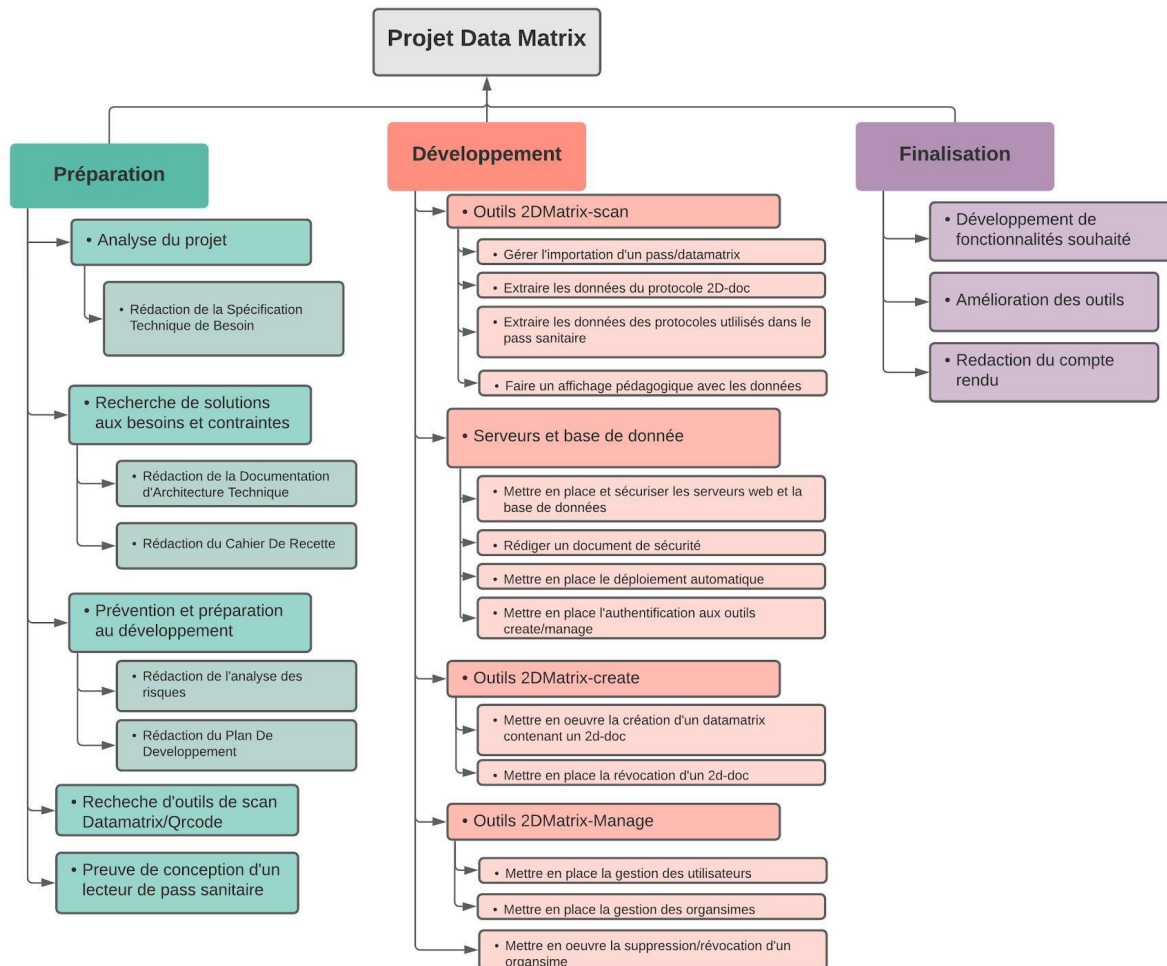 Projet Data Matrix
Préparation
• Analyse du projet
• Rédaction de la Spécification
Technique de Besoin
• Recherche de solutions
aux besoins et contraintes
• Rédaction de la Documentation
d'Architecture Technique
• Rédaction du Cahier De Recette
• Prévention et préparation
au développement
• Rédaction de l'analyse des
risques
• Rédaction du Plan De
Developpement
• Recheche d'outils de scan
Datamatrix/Qrcode
• Preuve de conception d'un
lecteur de pass sanitaire
Développement
• Outils 2DMatrix-scan
• Gérer l'importation d'un pass/datamatrix
• Extraire les données du protocole 2D-doc
• Extraire les données des protocoles utlilisés dans le
pass sanitaire
• Faire un affichage pédagogique avec les données
• Serveurs et base de donnée
• Mettre en place et sécuriser les serveurs web et la
base de données
• Rédiger un document de sécurité
• Mettre en place le déploiement automatique
• Mettre en place l'authentification aux outils
create/manage
• Outils 2DMatrix-create
• Mettre en oeuvre la création d'un datamatrix
contenant un 2d-doc
• Mettre en place la révocation d'un 2d-doc
• Outils 2DMatrix-Manage
• Mettre en place la gestion des utilisateurs
• Mettre en place la gestion des organsimes
• Mettre en oeuvre la suppression/révocation d'un
organsime
Finalisation
• Développement de
fonctionnalités souhaité
• Amélioration des outils
• Redaction du compte
rendu